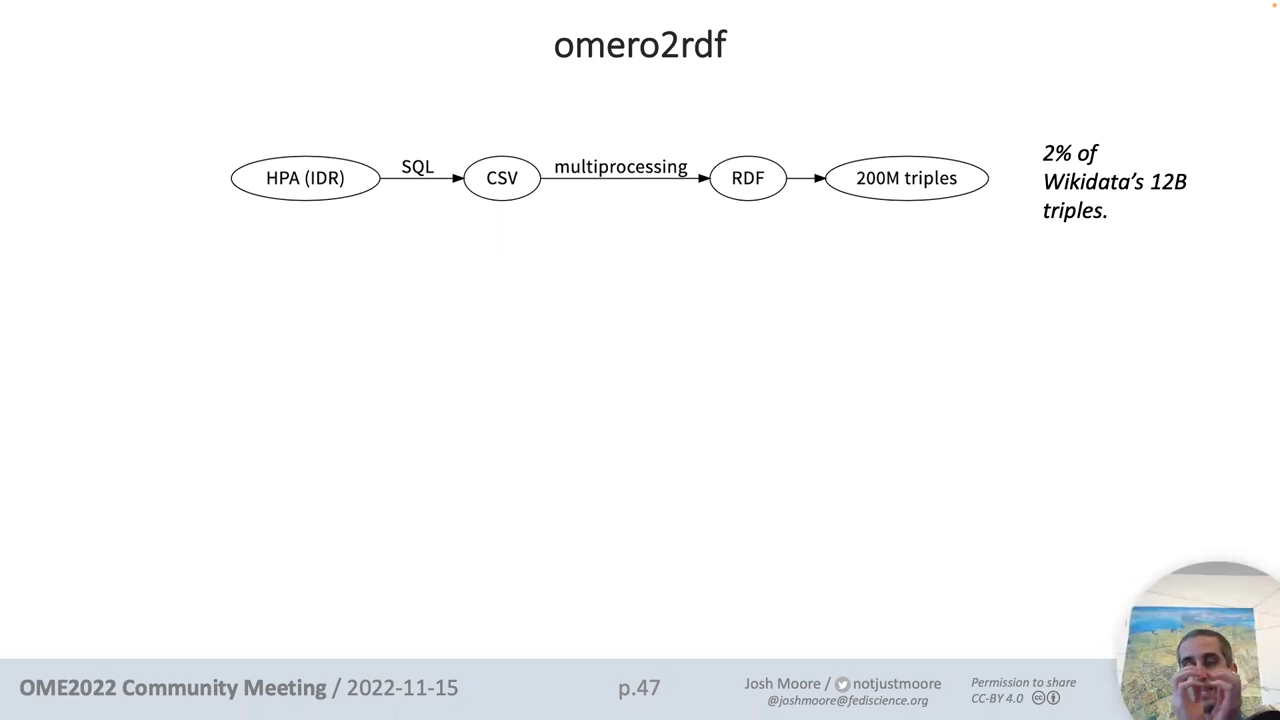 omero2rdf
HPA (IDR)
SQL
CSV
multiprocessing
RDF
200M triples
2% of
Wikidata’s 12B
triples.
OME2022 Community Meeting / 2022-11-15
p.47
Josh Moore / notjustmoore
@joshmoore@fediscience.org
Permission to share
CC-BY 4.0